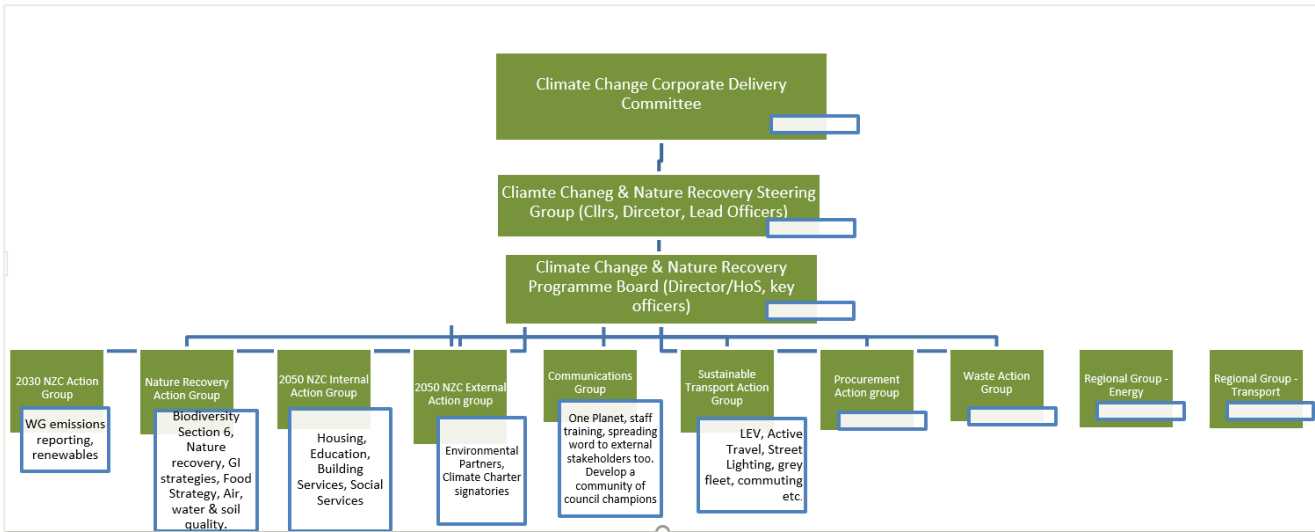 Climate Change Corporate Delivery
Committee
Cliamte Chaneg & Nature Recovery Steering
Group (Cllrs, Dircetor, Lead Officers)
Climate Change & Nature Recovery
Programme Board (Director/HoS, key
officers)
2030 NZC Action
Group
WG emissions
reporting,
renewables
Nature Recovery
Action Group
Biodiversity
Section 6,
Nature
recovery, GI
strategies, Food
Strategy, Air,
water & soil
quality.
2050 NZC Internal
Action Group
Housing,
Education,
Building
Services, Social
Services
2050 NZC External
Action group
Environmental
Partners,
Climate Charter
signatories
Communications
Group
One Planet, staff
training, spreading
word to external
stakeholders too.
Develop a
community of
council champions
Sustainable
Transport Action
Group
LEV, Active
Travel, Street
Lighting, grey
fleet, commuting
etc.
Procurement
Action group
Waste Action
Group
Regional Group -
Energy
Regional Group -
Transport